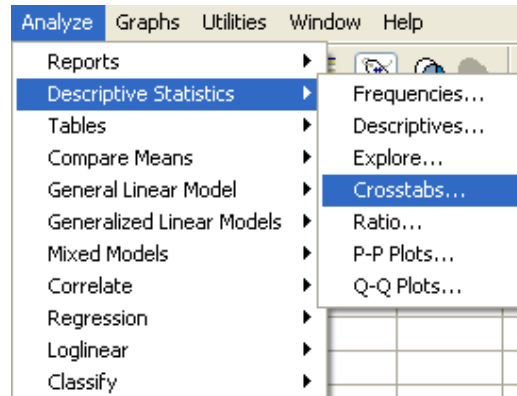 Analyze Graphs Utilities Window Help
Reports
Descriptive Statistics
Tables
Compare Means
General Linear Model
Generalized Linear Models
Mixed Models
Correlate
Regression
Loglinear
Classify
Frequencies...
Descriptives...
Explore...
Crosstabs...
Ratio...
P-P Plots...
Q-Q Plots...